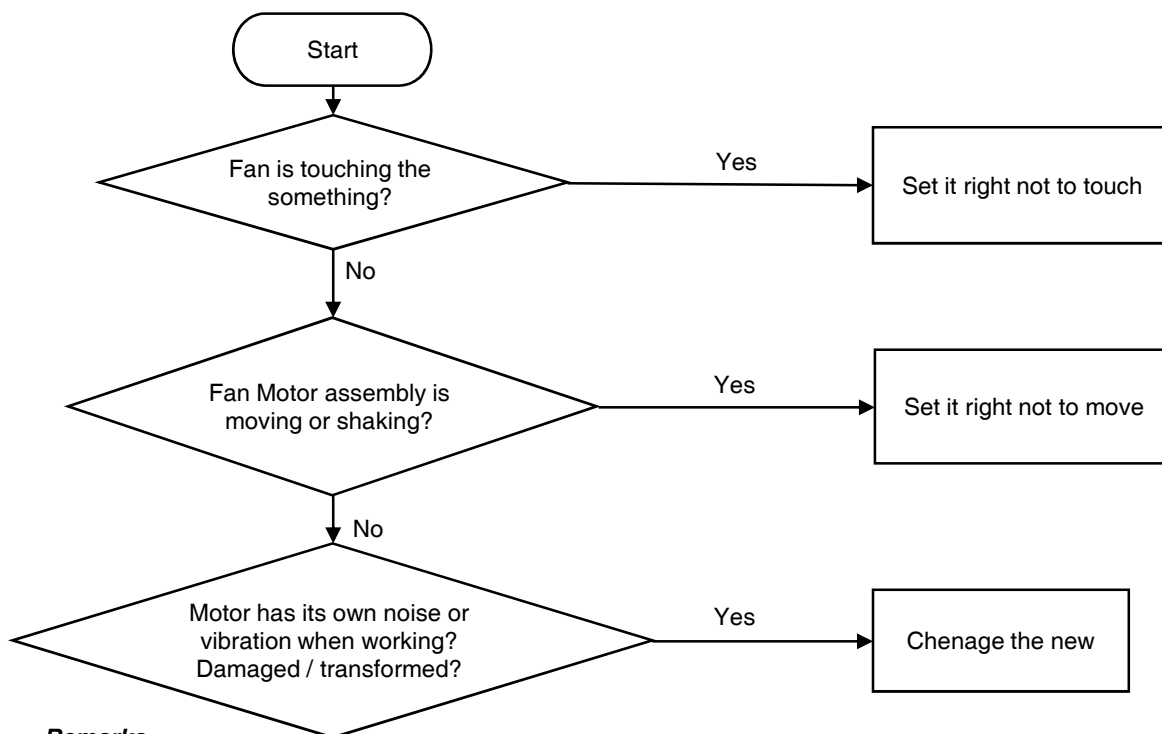 Start
Fan is touching the
something?
Yes
Set it right not to touch
No
Fan Motor assembly is
moving or shaking?
Yes
Set it right not to move
No
Motor has its own noise or
vibration when working?
Damaged / transformed?
Yes
Chenage the new